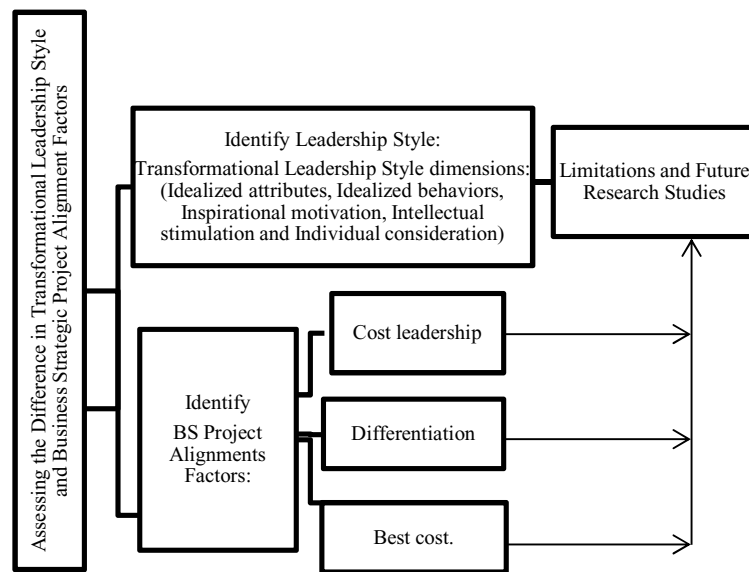 Assessing the Difference in Transformational Leadership Style
and Business Strategic Project Alignment Factors
Identify Leadership Style:
Transformational Leadership Style dimensions:
(Idealized attributes, Idealized behaviors,
Inspirational motivation, Intellectual
stimulation and Individual consideration)
Limitations and Future
Research Studies
Identify
BS Project
Alignments
Factors:
Cost leadership
Differentiation
Best cost.